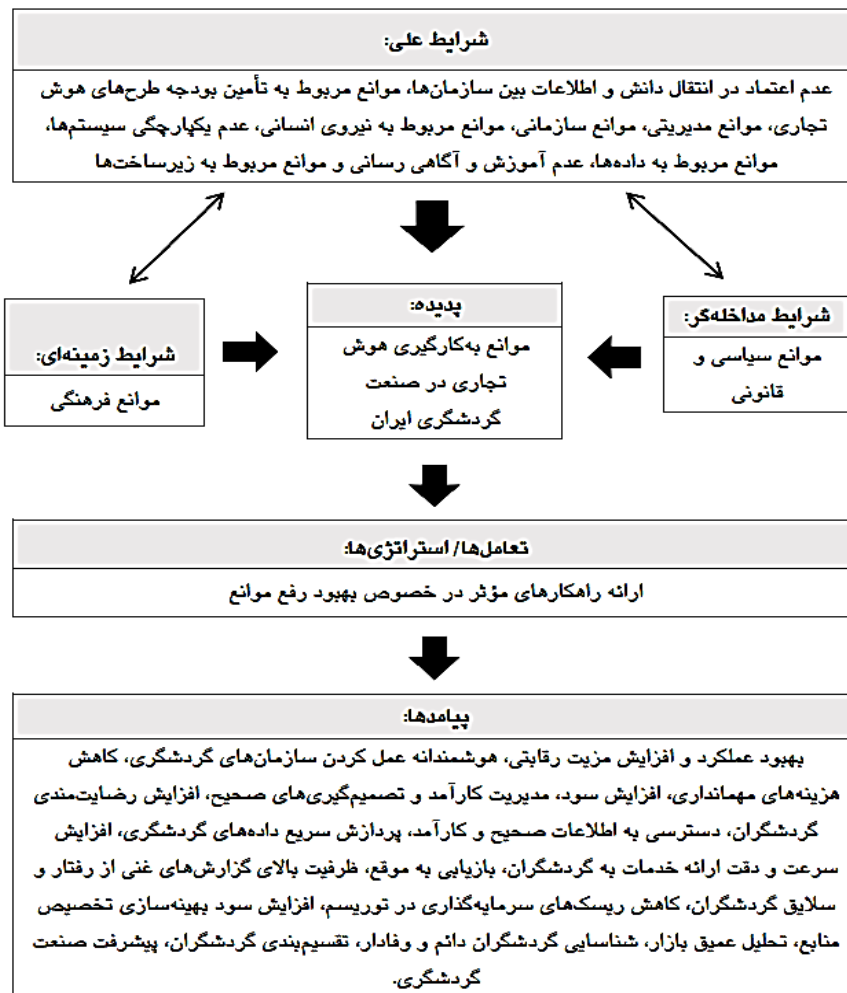 شرایط علی:
عدم اعتماد در انتقال دانش و اطلاعات بین سازمان‌ها، موانع مربوط به تأمین بودجه طرح‌های هوش
تجاری، موانع مدیریتی، موانع سازمانی، موانع مربوط به نیروی انسانی، عدم یکپارچگی سیستم‌ها،
موانع مربوط به داده‌ها، عدم آموزش و آگاهی رسانی و موانع مربوط به زیرساخت‌ها
شرایط مداخله‌گر:
موانع سیاسی و
قانونی
پدیده:
موانع به‌کارگیری هوش
تجاری در صنعت
گردشگری ایران
شرایط زمینه‌ای:
موانع فرهنگی
تعامل‌ها/ استراتژی‌ها:
ارائه راهکارهای مؤثر در خصوص بهبود رفع موانع
پیامدها:
بهبود عملکرد و افزایش مزیت رقابتی، هوشمندانه عمل کردن سازمان‌های گردشگری، کاهش
هزینه‌های مهمانداری، افزایش سود، مدیریت کارآمد و تصمیم‌گیری‌های صحیح، افزایش رضایت‌مندی
گردشگران، دسترسی به اطلاعات صحیح و کارآمد، پردازش سریع داده‌های گردشگری، افزایش
سرعت و دقت ارائه خدمات به گردشگران، بازیابی به موقع، ظرفیت بالای گزارش‌های غنی از رفتار و
سلایق گردشگران، کاهش ریسک‌های سرمایه‌گذاری در توریسم، افزایش سود بهینه‌سازی تخصیص
منابع، تحلیل عمیق بازار، شناسایی گردشگران دائم و وفادار، تقسیم‌بندی گردشگران، پیشرفت صنعت
گردشگری.